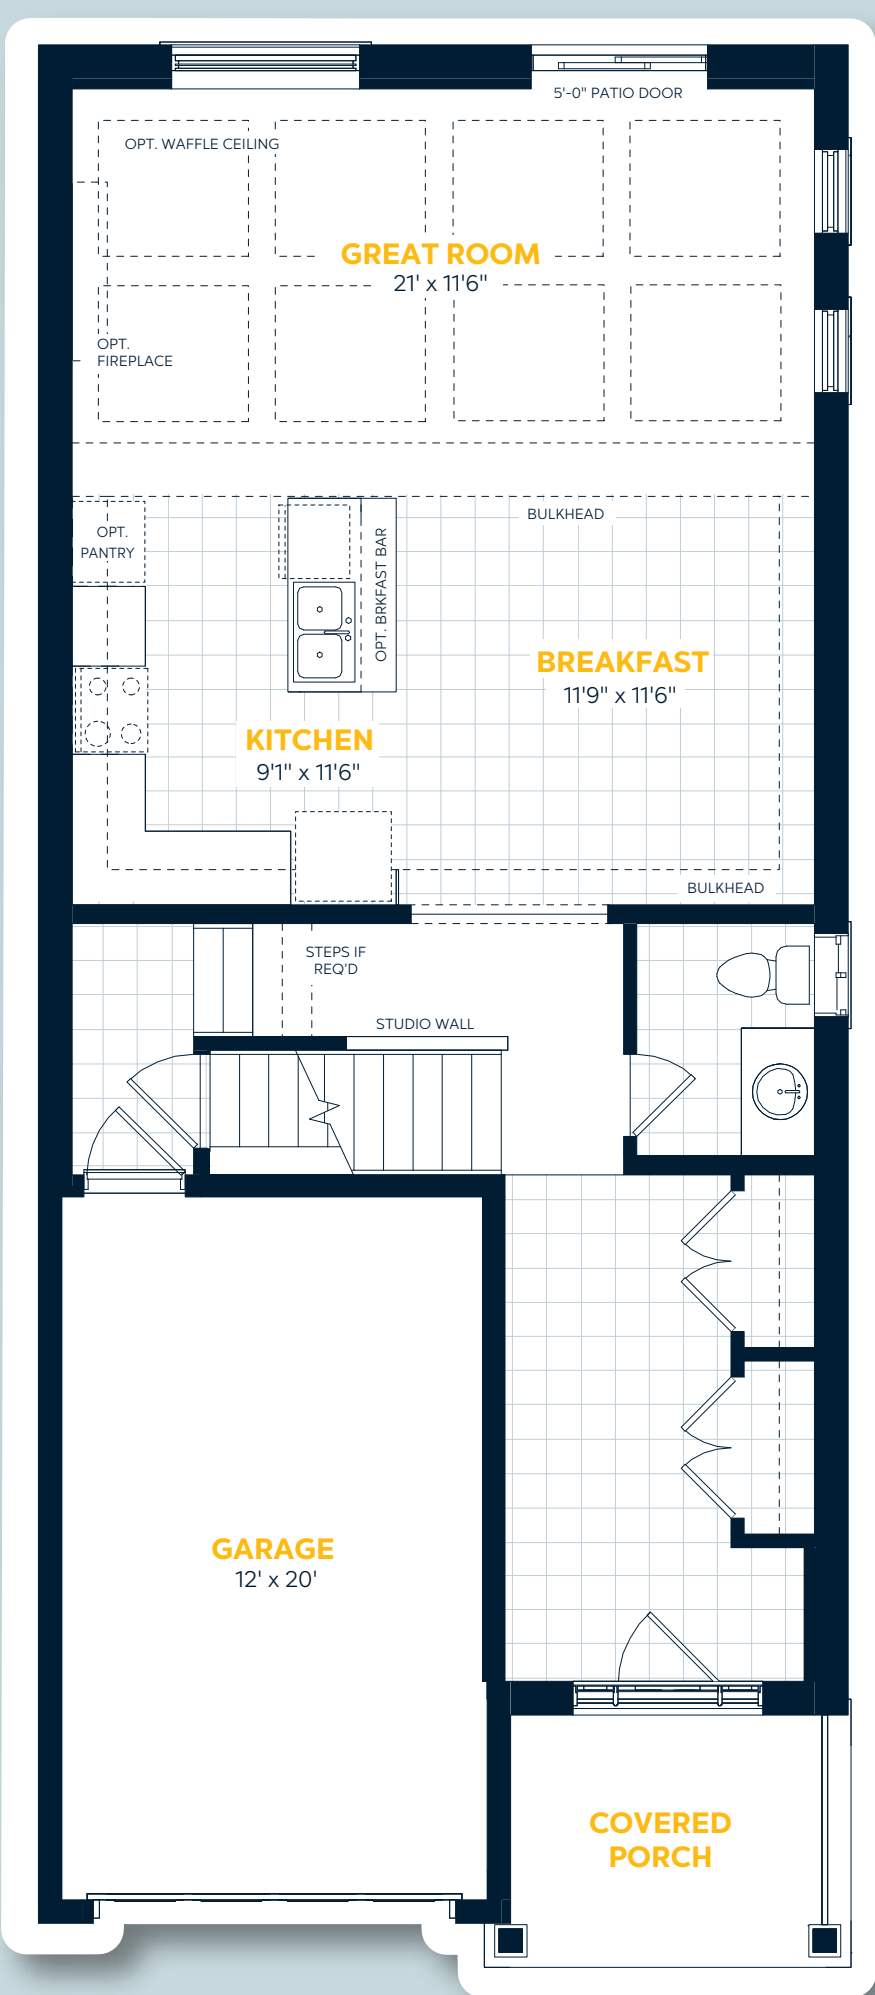 5'-0" PATIO DOOR
OPT. WAFFLE CEILING
GREAT ROOM
21' x 11'6"
OPT.
FIREPLACE
BULKHEAD
OPT.
PANTRY
OPT. BRKFAST BAR
BREAKFAST
11'9" x 11'6"
KITCHEN
9'1" x 11'6"
BULKHEAD
STEPS IF
REQ'D
STUDIO WALL
GARAGE
12' x 20'
COVERED
PORCH